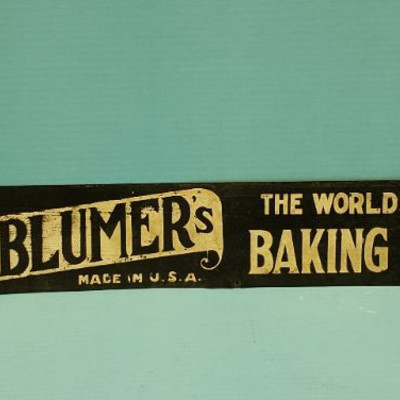 BLUMER's
MADE IN U.S.A.
THE WORLD
BAKING